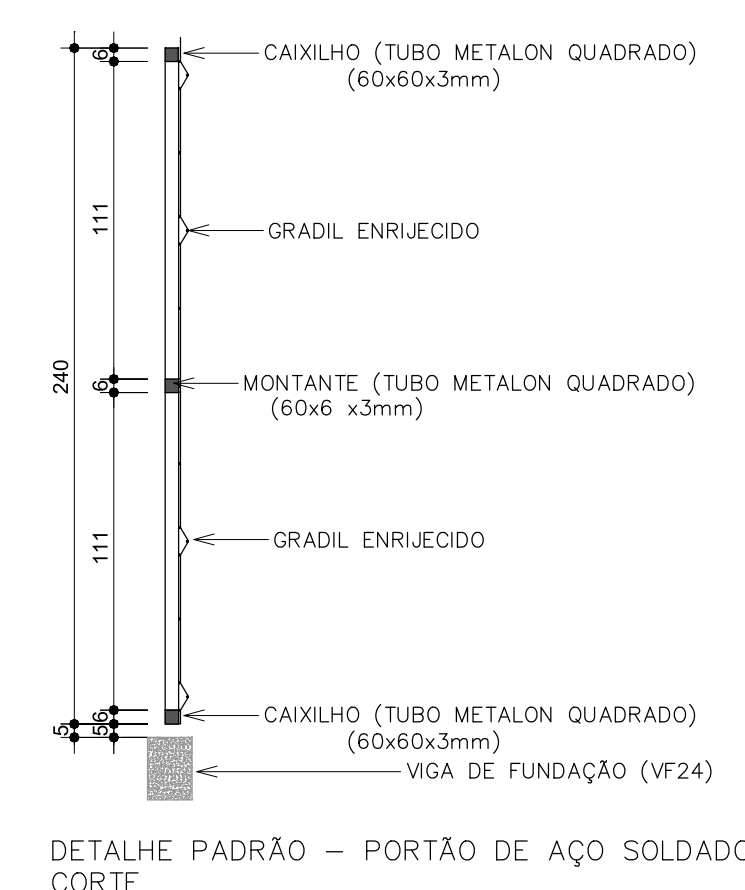 6
CAIXILHO (TUBO METALON QUADRADO)
(60x60x3mm)
111
GRADIL ENRIJECIDO
240
6
MONTANTE (TUBO METALON QUADRADO)
(60x6 x3mm)
111
GRADIL ENRIJECIDO
6
CAIXILHO (TUBO METALON QUADRADO)
(60x60x3mm)
5
5
VIGA DE FUNDAÇÃO (VF24)
DETALHE PADRÃO – PORTÃO DE AÇO SOLDADO
CORTE